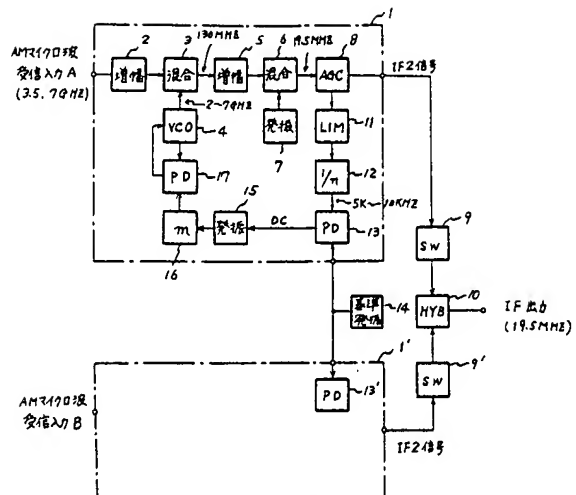 1
2
3
130MHZ
5
6
19.5MHZ
8
AMマイクロ波
受信入力A
(3.5.7GHZ)
増幅
混合
増幅
混合
AGC
IF2信号
2~7GHZ
VCO
4
発振
7
LIM
11
PD
17
1/n
12
5K~10KHZ
15
m
16
発振
DC
PD
13
9
SW
基準
発振
14
HYB
10
IF出力
(19.5MHZ)
1'
9'
SW
PD
13'
AMマイクロ波
受信入力B
IF2信号